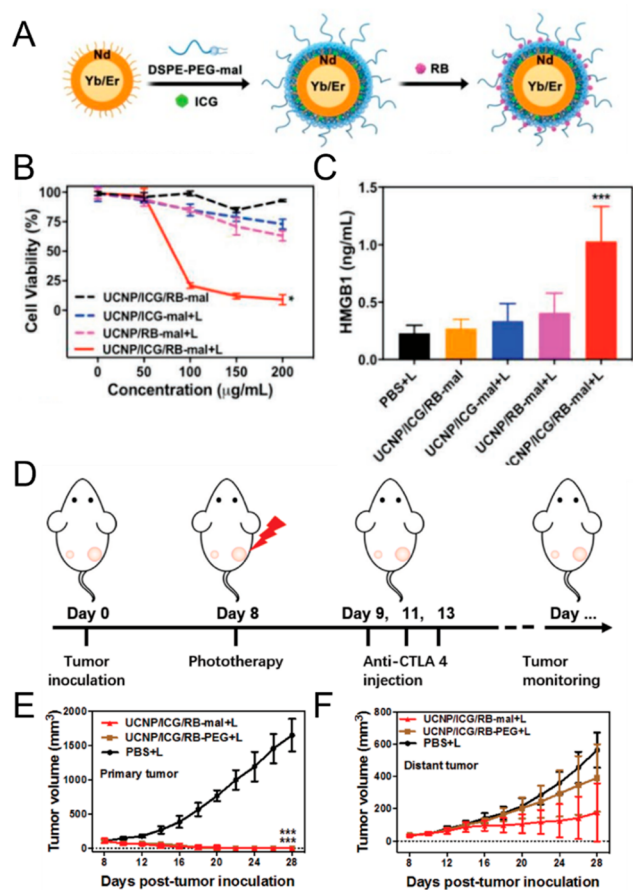 A
Nd
Yb/Er
DSPE-PEG-mal
ICG
Nd
Yb/Er
RB
Nd
Yb/Er
B
Cell Viability (%)
100
75
50
25
0
UCNP/ICG/RB-mal
UCNP/ICG-mal+L
UCNP/RB-mal+L
UCNP/ICG/RB-mal+L
*
0 50 100 150 200
Concentration (μg/mL)
C
HMGB1 (ng/mL)
1.5
1.0
0.5
0.0
***
PBS+L
UCNP/ICG/RB-mal
UCNP/ICG-mal+L
UCNP/RB-mal+L
UCNP/ICG/RB-mal+L
D
Day 0
Day 8
Day 9, 11, 13
Day ...
Tumor
inoculation
Phototherapy
Anti-CTLA 4
injection
Tumor
monitoring
E
Tumor volume (mm³)
2000
1500
1000
500
0
UCNP/ICG/RB-mal+L
UCNP/ICG/RB-PEG+L
PBS+L
Primary tumor
***
***
8 12 16 20 24 28
Days post-tumor inoculation
F
Tumor volume (mm³)
800
600
400
200
0
UCNP/ICG/RB-mal+L
UCNP/ICG/RB-PEG+L
PBS+L
Distant tumor
8 12 16 20 24 28
Days post-tumor inoculation